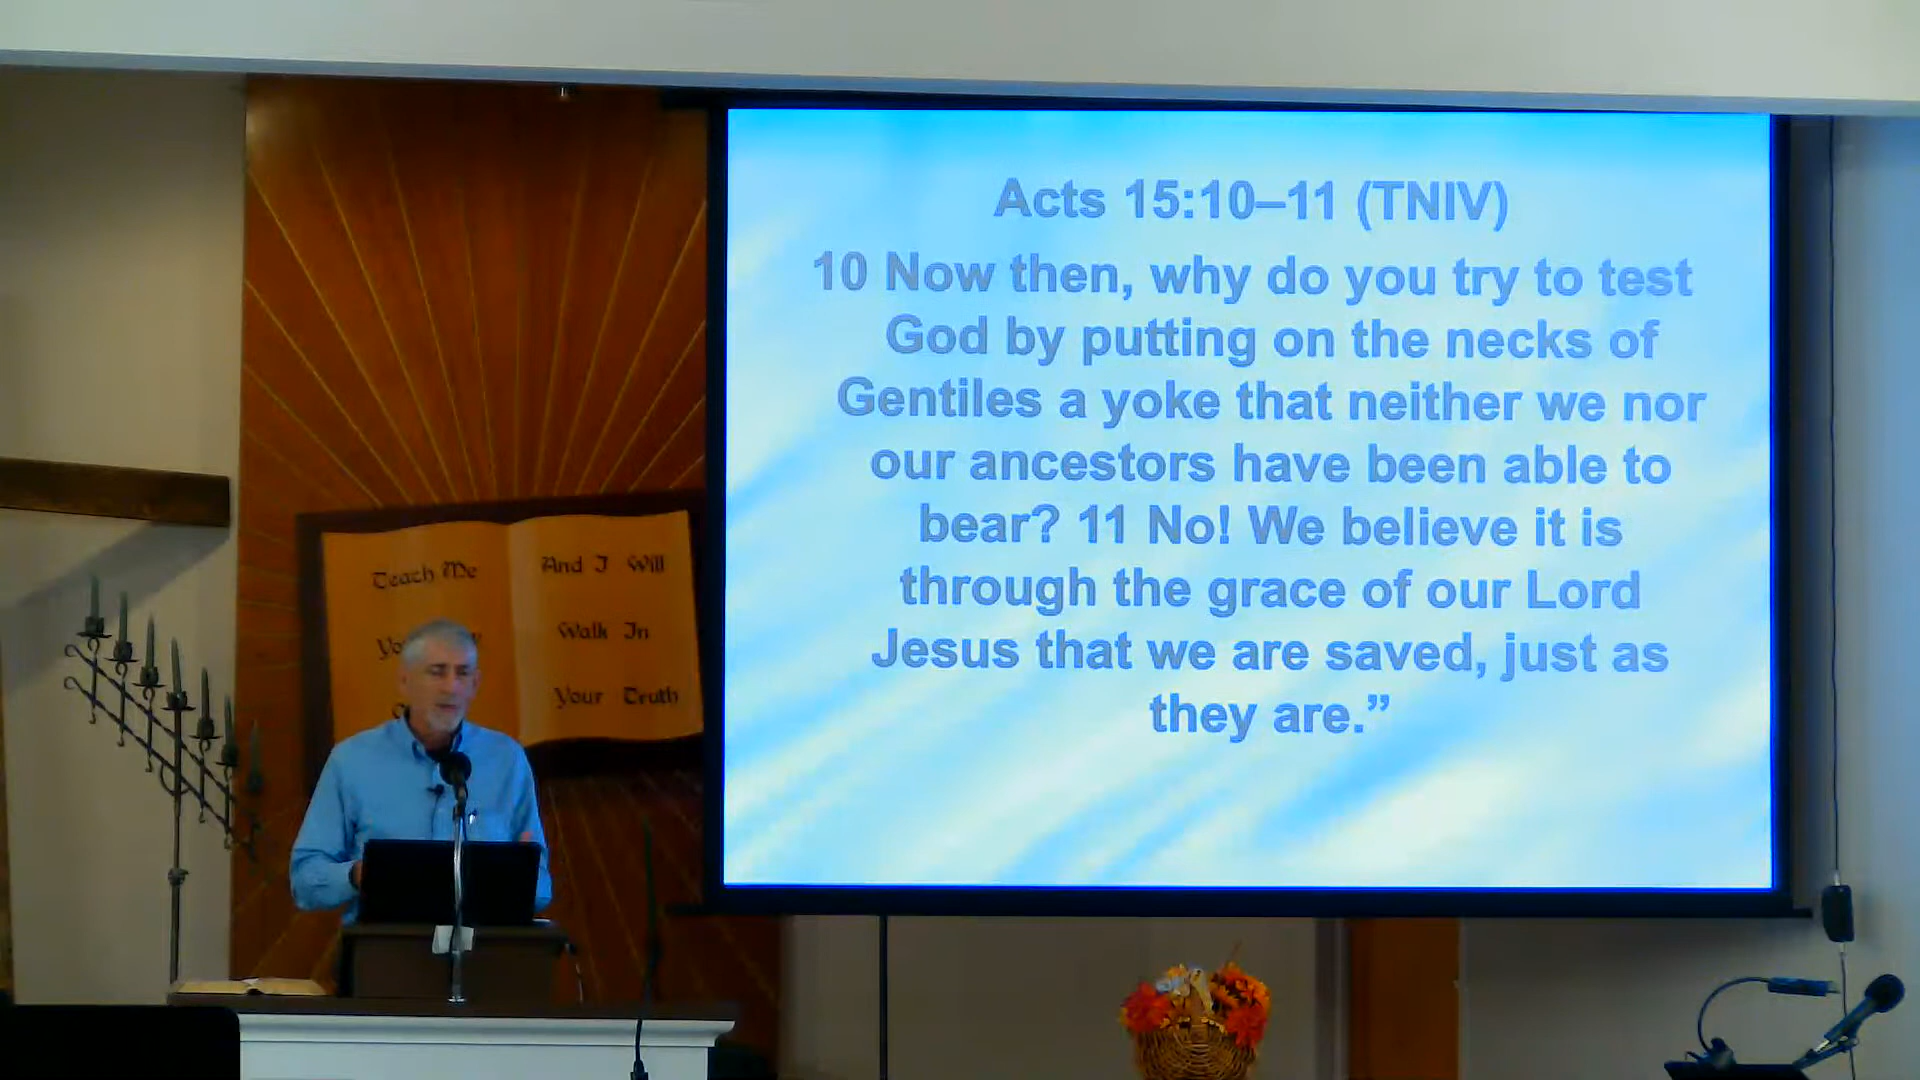 Acts 15:10–11 (TNIV)
10 Now then, why do you try to test
God by putting on the necks of
Gentiles a yoke that neither we nor
our ancestors have been able to
bear? 11 No! We believe it is
through the grace of our Lord
Jesus that we are saved, just as
they are.”
Teach Me
And I Will
Walk In
Your Truth